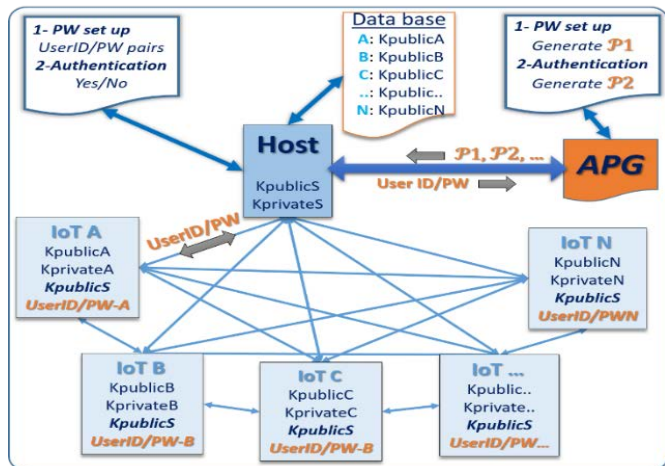 1- PW set up
UserID/PW pairs
2-Authentication
Yes/No
Data base
A: KpublicA
B: KpublicB
C: KpublicC
..: Kpublic..
N: KpublicN
1- PW set up
Generate 𝒫1
2-Authentication
Generate 𝒫2
Host
KpublicS
KprivateS
𝒫1, 𝒫2, ...
User ID/PW
APG
UserID/PW
IoT A
KpublicA
KprivateA
KpublicS
UserID/PW-A
IoT N
KpublicN
KprivateN
KpublicS
UserID/PWN
IoT B
KpublicB
KprivateB
KpublicS
UserID/PW-B
IoT C
KpublicC
KprivateC
KpublicS
UserID/PW-B
IoT ...
Kpublic..
Kprivate..
KpublicS
UserID/PW...